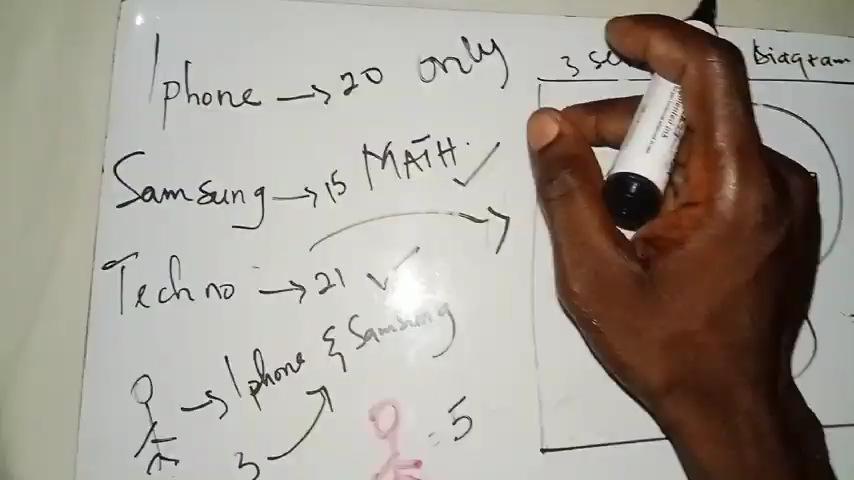 Iphone → 20 only
Samsung → 15 MATH
Techno → 21
→ Iphone & Samsung
3
= 5
3 Diagram